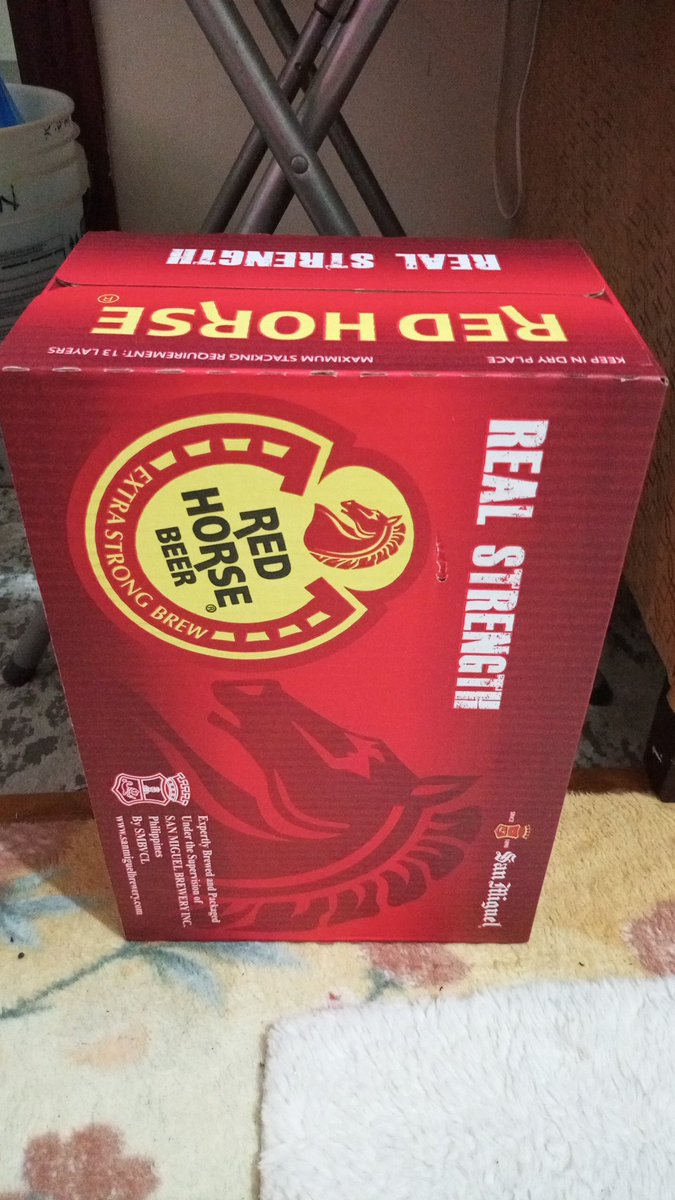 REAL STRENGTH
RED HORSE®
MAXIMUM STACKING REQUIREMENT: 13 LAYERS
KEEP IN DRY PLACE
REAL STRENGTH
RED
HORSE®
BEER
EXTRA STRONG BREW
San Miguel
Expertly Brewed and Packaged
Under the Supervision of
SAN MIGUEL BREWERY INC.
Philippines
By SMBVCL
www.sanmiguelbrewery.com